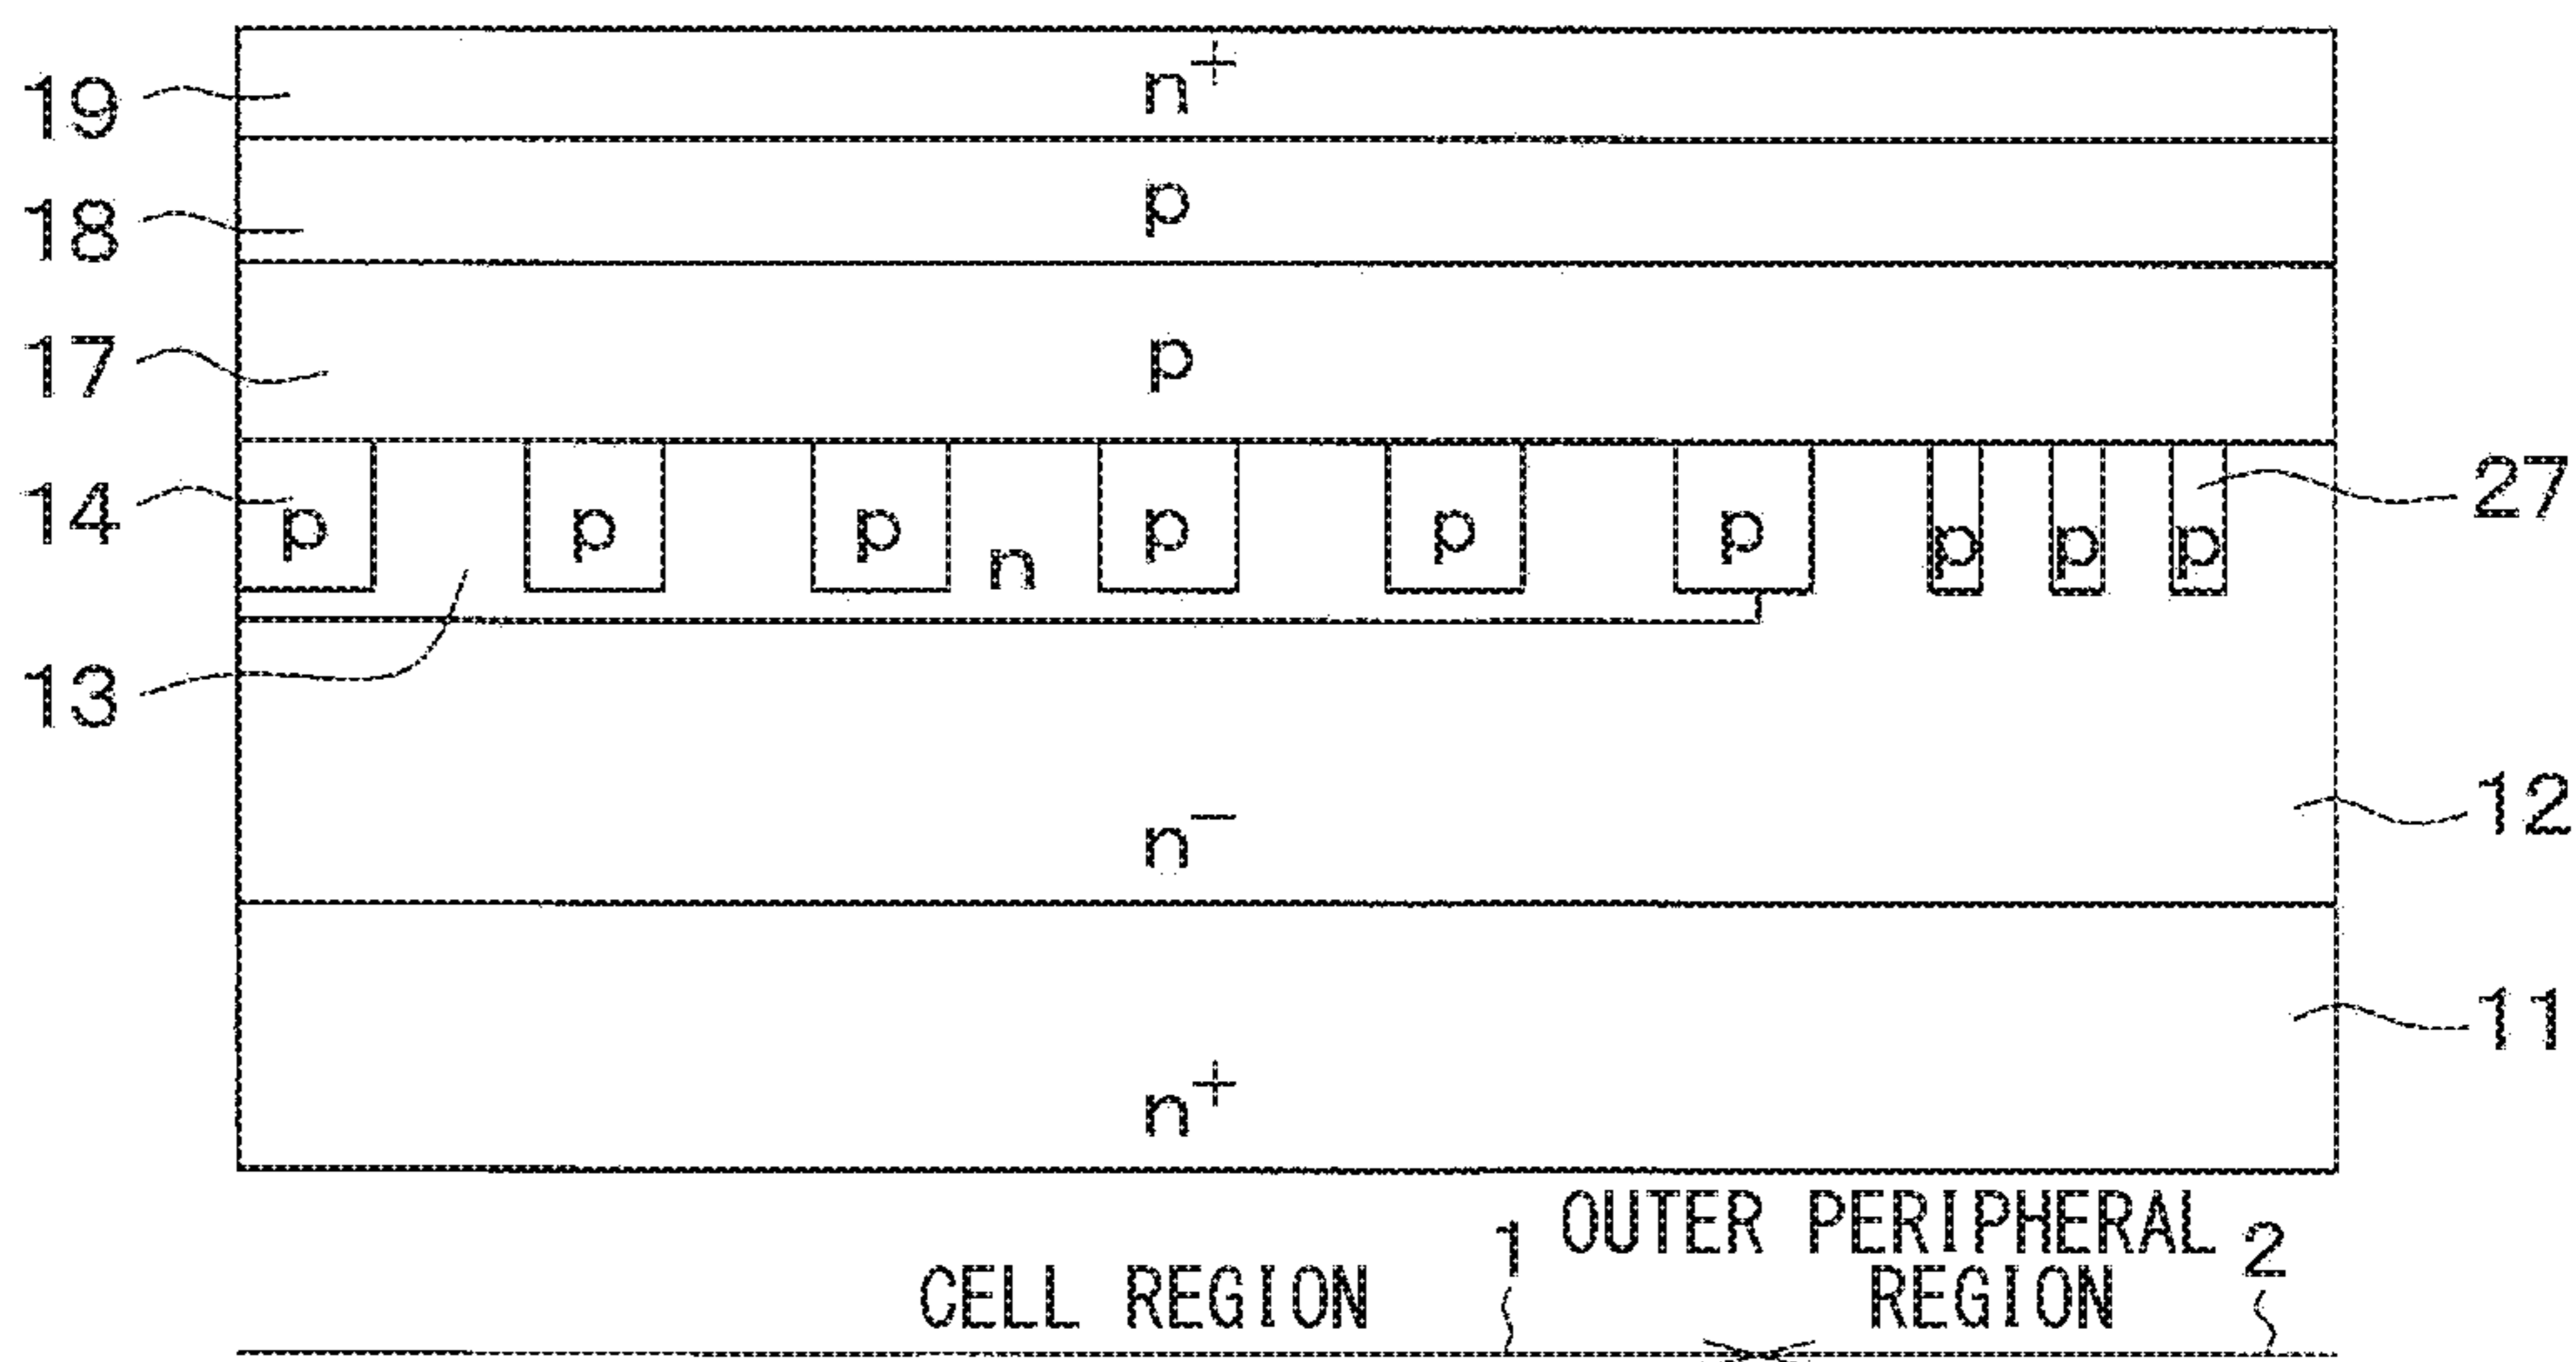 19 n+
18 p
17 p
14 p p p p p p p p p 27
n
13
12
n−
11
n+
1 OUTER PERIPHERAL 2
CELL REGION REGION